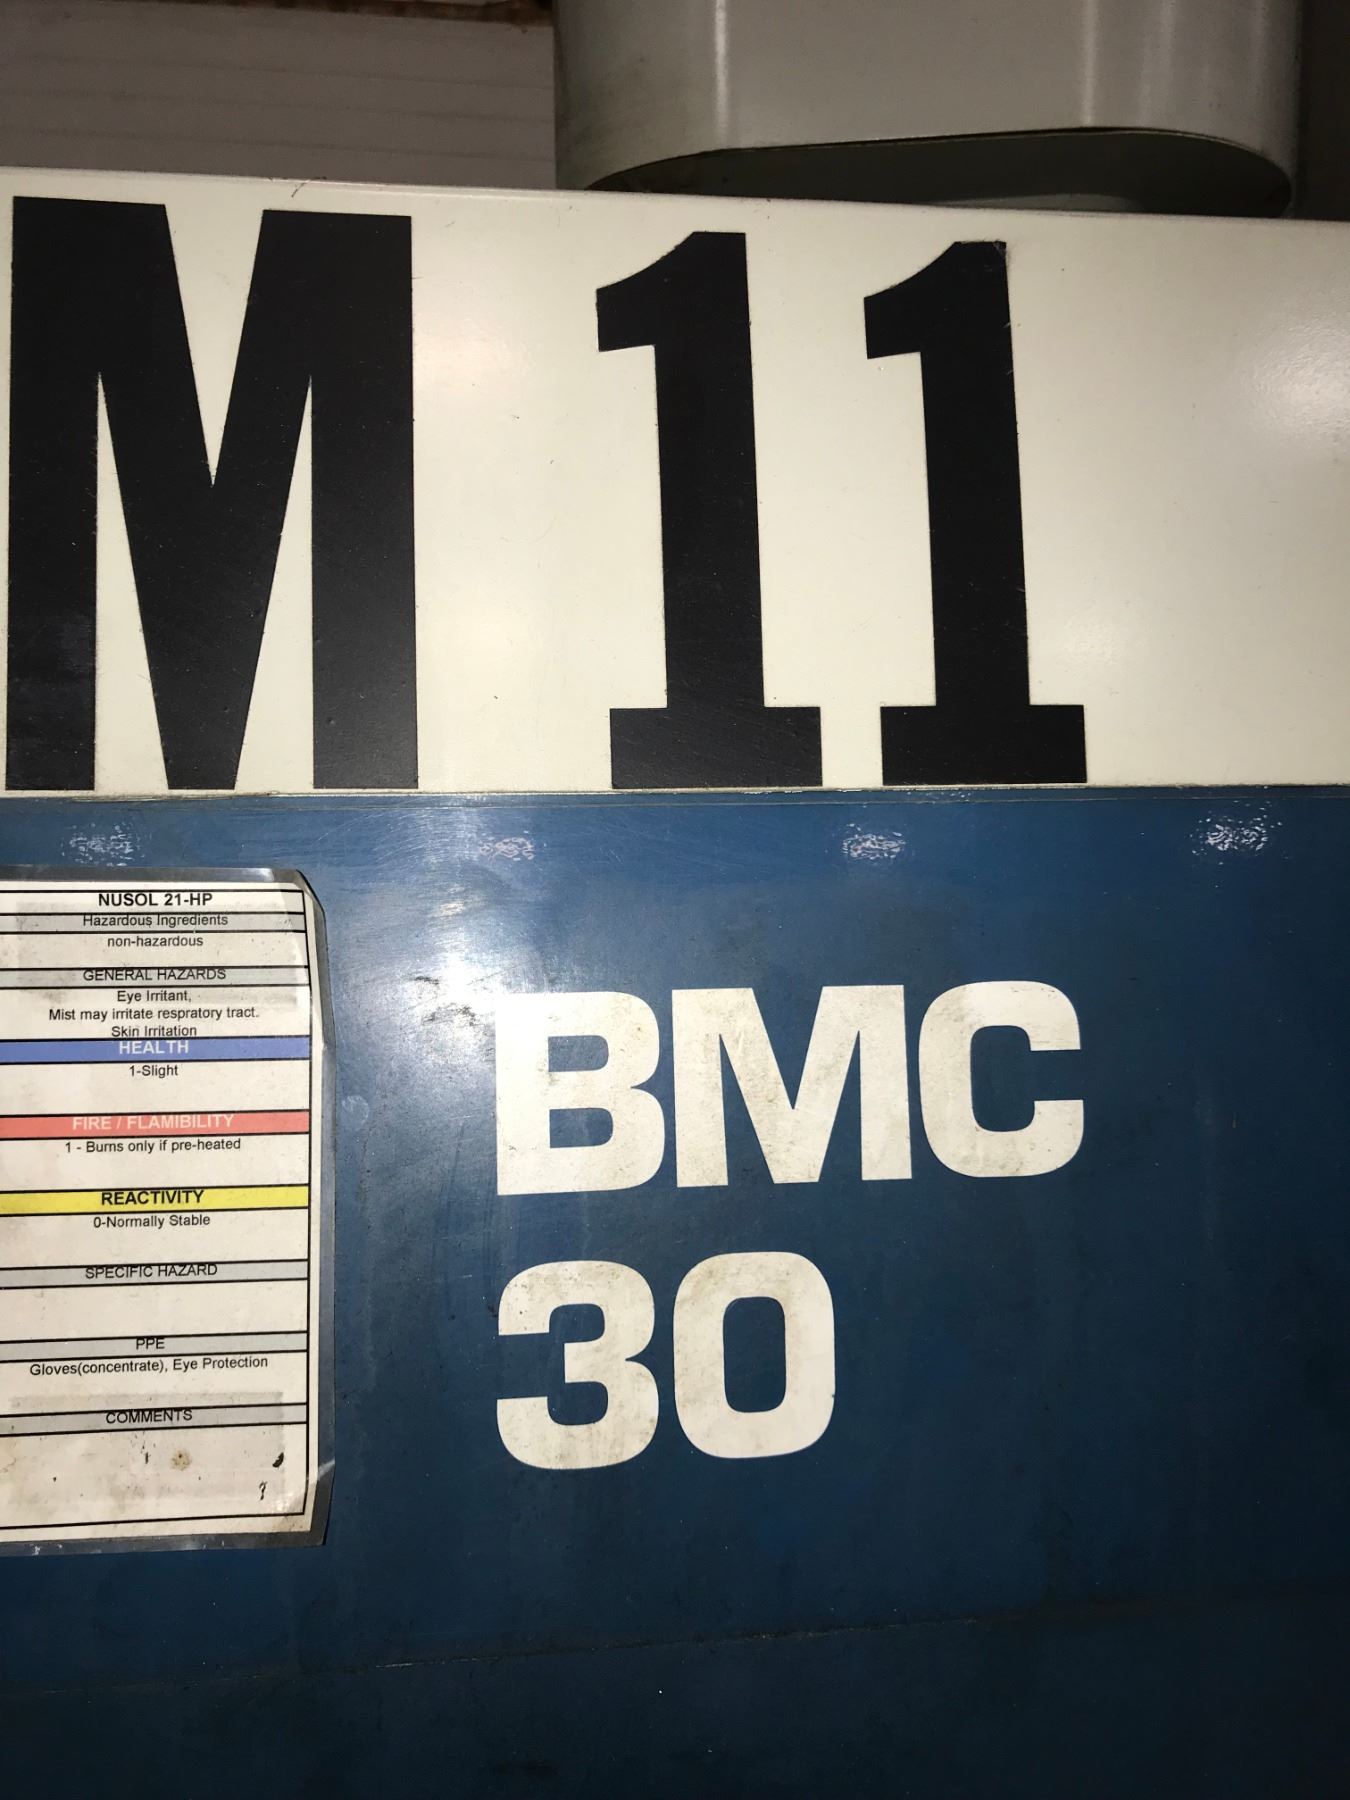 M 11
NUSOL 21-HP
Hazardous Ingredients
non-hazardous
GENERAL HAZARDS
Eye Irritant,
Mist may irritate respratory tract.
Skin Irritation
HEALTH
1-Slight
FIRE / FLAMIBILITY
1 - Burns only if pre-heated
REACTIVITY
0-Normally Stable
SPECIFIC HAZARD
PPE
Gloves(concentrate), Eye Protection
COMMENTS
BMC
30